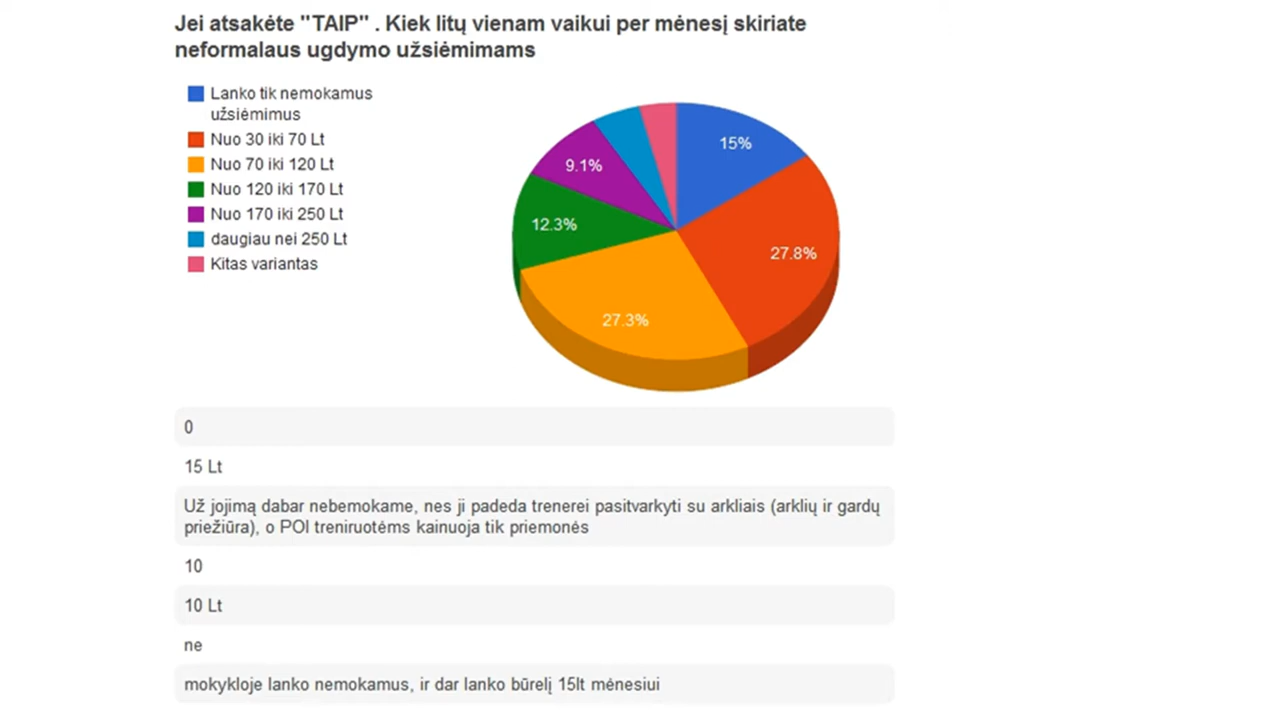 Jei atsakėte "TAIP" . Kiek litų vienam vaikui per mėnesį skiriate
neformalaus ugdymo užsiėmimams
Lanko tik nemokamus
užsiėmimus
Nuo 30 iki 70 Lt
Nuo 70 iki 120 Lt
Nuo 120 iki 170 Lt
Nuo 170 iki 250 Lt
daugiau nei 250 Lt
Kitas variantas
15%
9.1%
12.3%
27.8%
27.3%
0
15 Lt
Už jojimą dabar nebemokame, nes ji padeda trenerei pasitvarkyti su arkliais (arklių ir gardų
priežiūra), o POI treniruotėms kainuoja tik priemonės
10
10 Lt
ne
mokykloje lanko nemokamus, ir dar lanko būrelį 15lt mėnesiui